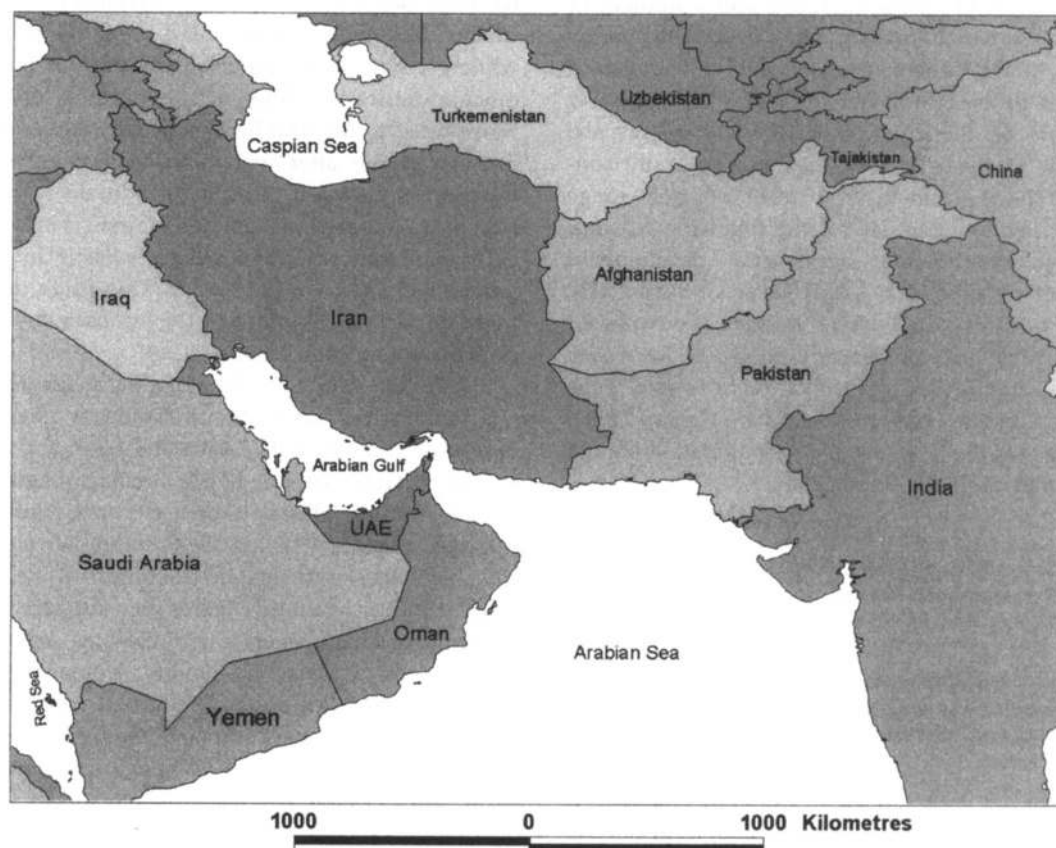 Uzbekistan
Turkemenistan
Caspian Sea
Tajakistan
China
Afghanistan
Iraq
Iran
Pakistan
Arabian Gulf
India
UAE
Saudi Arabia
Oman
Arabian Sea
Red Sea
Yemen
1000 0 1000 Kilometres